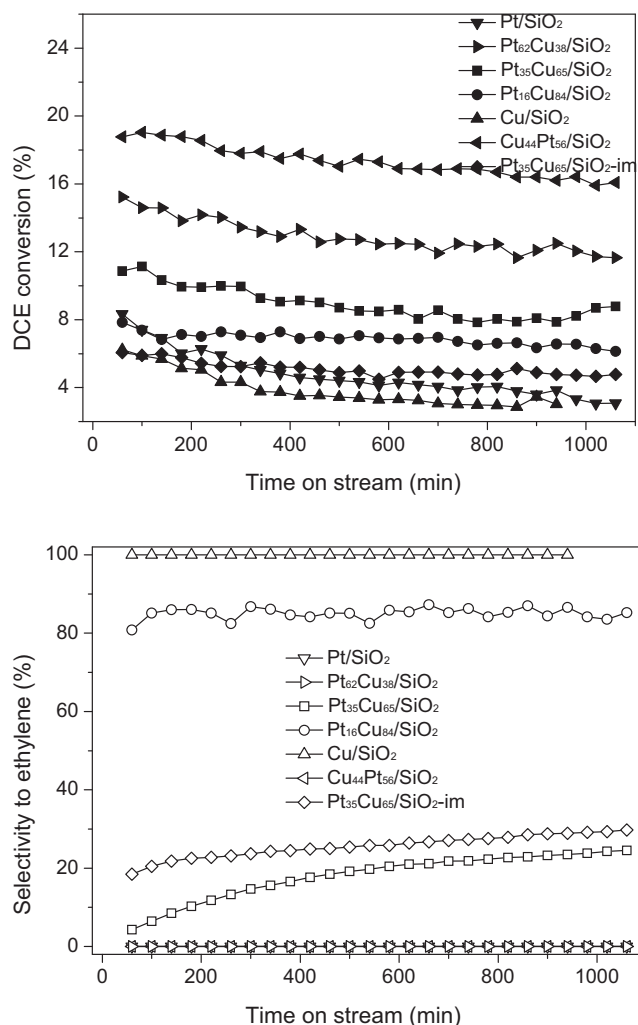 24
20
16
12
8
4
DCE conversion (%)
Pt/SiO₂
Pt₆₂Cu₃₈/SiO₂
Pt₃₅Cu₆₅/SiO₂
Pt₁₆Cu₈₄/SiO₂
Cu/SiO₂
Cu₄₄Pt₅₆/SiO₂
Pt₃₅Cu₆₅/SiO₂-im
0 200 400 600 800 1000
Time on stream (min)
100
80
60
40
20
0
Selectivity to ethylene (%)
Pt/SiO₂
Pt₆₂Cu₃₈/SiO₂
Pt₃₅Cu₆₅/SiO₂
Pt₁₆Cu₈₄/SiO₂
Cu/SiO₂
Cu₄₄Pt₅₆/SiO₂
Pt₃₅Cu₆₅/SiO₂-im
0 200 400 600 800 1000
Time on stream (min)